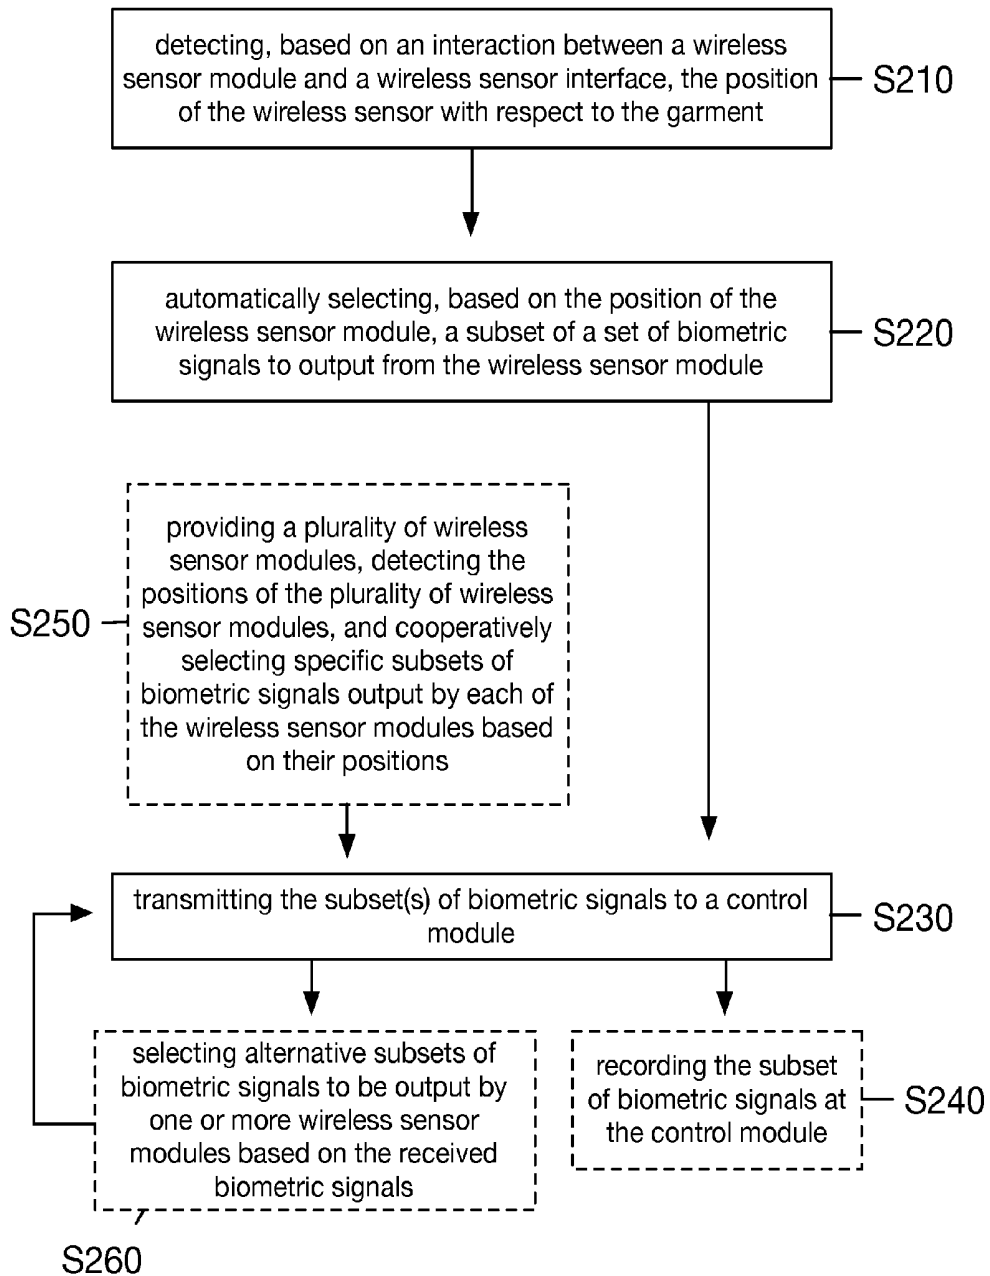 detecting, based on an interaction between a wireless
sensor module and a wireless sensor interface, the position
of the wireless sensor with respect to the garment
S210
automatically selecting, based on the position of the
wireless sensor module, a subset of a set of biometric
signals to output from the wireless sensor module
S220
providing a plurality of wireless
sensor modules, detecting the
positions of the plurality of wireless
sensor modules, and cooperatively
selecting specific subsets of
biometric signals output by each of
the wireless sensor modules based
on their positions
S250
transmitting the subset(s) of biometric signals to a control
module
S230
selecting alternative subsets of
biometric signals to be output by
one or more wireless sensor
modules based on the received
biometric signals
S260
recording the subset
of biometric signals at
the control module
S240